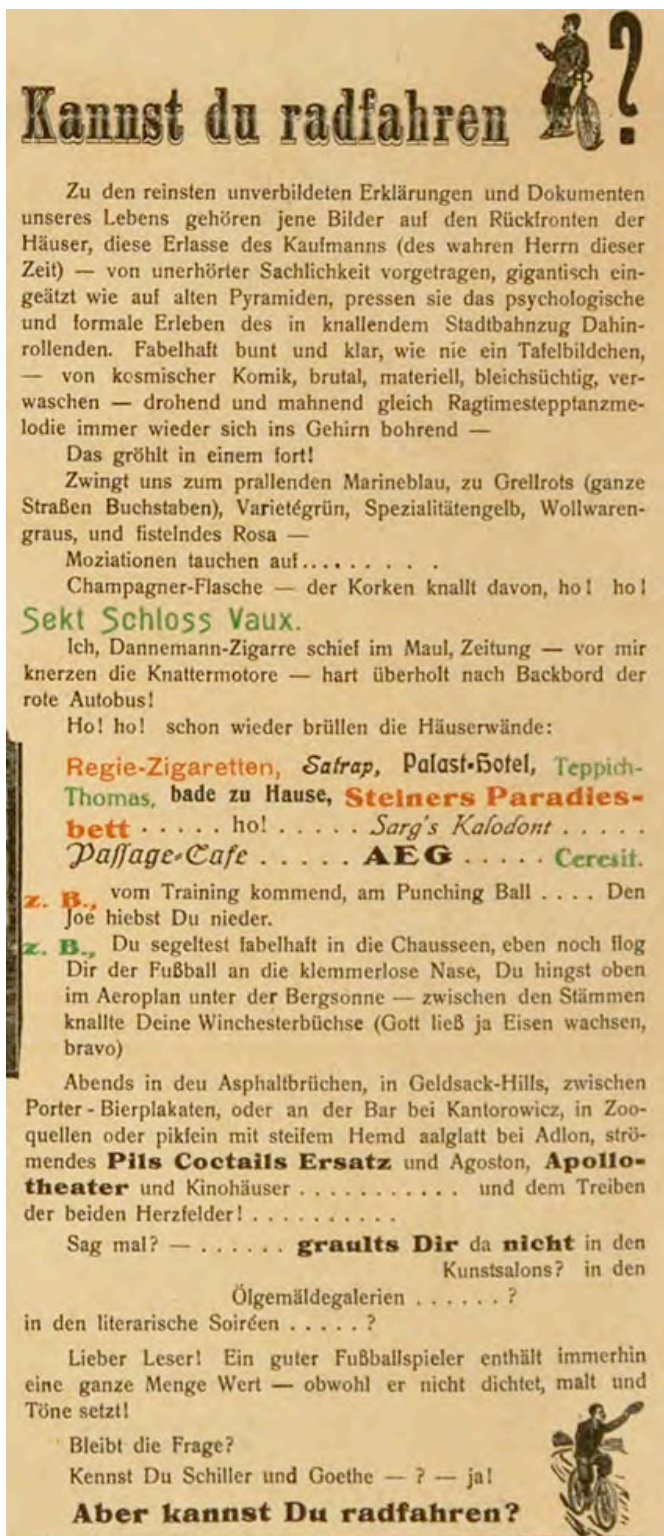 Kannst du radfahren ?
Zu den reinsten unverbildeten Erklärungen und Dokumenten
unseres Lebens gehören jene Bilder auf den Rückfronten der
Häuser, diese Erlasse des Kaufmanns (des wahren Herrn dieser
Zeit) — von unerhörter Sachlichkeit vorgetragen, gigantisch ein-
geätzt wie auf alten Pyramiden, pressen sie das psychologische
und formale Erleben des in knallendem Stadtbahnzug Dahin-
rollenden. Fabelhaft bunt und klar, wie nie ein Tafelbildchen,
— von kosmischer Komik, brutal, materiell, bleichsüchtig, ver-
waschen — drohend und mahnend gleich Ragtimestepptanzme-
lodie immer wieder sich ins Gehirn bohrend —
Das gröhlt in einem fort!
Zwingt uns zum prallenden Marineblau, zu Grellrots (ganze
Straßen Buchstaben), Varietégrün, Spezialitätengelb, Wollwaren-
graus, und fistelndes Rosa —
Moziationen tauchen auf . . . . . . . . .
Champagner-Flasche — der Korken knallt davon, ho! ho!
Sekt Schloss Vaux.
Ich, Dannemann-Zigarre schief im Maul, Zeitung — vor mir
knerzen die Knattermotore — hart überholt nach Backbord der
rote Autobus!
Ho! ho! schon wieder brüllen die Häuserwände:
Regie-Zigaretten, Satrap, Palast-Hotel, Teppich-
Thomas, bade zu Hause, Steiners Paradies-
bett . . . . . ho! . . . . . Sarg's Kalodont . . . . .
Passage-Cafe . . . . . AEG . . . . . Ceresit.
z. B., vom Training kommend, am Punching Ball . . . . Den
Joe hiebst Du nieder.
z. B., Du segeltest fabelhaft in die Chausseen, eben noch flog
Dir der Fußball an die klemmerlose Nase, Du hingst oben
im Aeroplan unter der Bergsonne — zwischen den Stämmen
knallte Deine Winchesterbüchse (Gott ließ ja Eisen wachsen,
bravo)
Abends in deu Asphaltbrüchen, in Geldsack-Hills, zwischen
Porter-Bierplakaten, oder an der Bar bei Kantorowicz, in Zoo-
quellen oder pikfein mit steifem Hemd aalglatt bei Adlon, strö-
mendes Pils Coctails Ersatz und Agoston, Apollo-
theater und Kinohäuser . . . . . . . . . . . und dem Treiben
der beiden Herzfelder! . . . . . . . . . .
Sag mal? — . . . . . . graults Dir da nicht in den
Kunstsalons? in den
Ölgemäldegalerien . . . . . . ?
in den literarische Soiréen . . . . . ?
Lieber Leser! Ein guter Fußballspieler enthält immerhin
eine ganze Menge Wert — obwohl er nicht dichtet, malt und
Töne setzt!
Bleibt die Frage?
Kennst Du Schiller und Goethe — ? — ja!
Aber kannst Du radfahren?